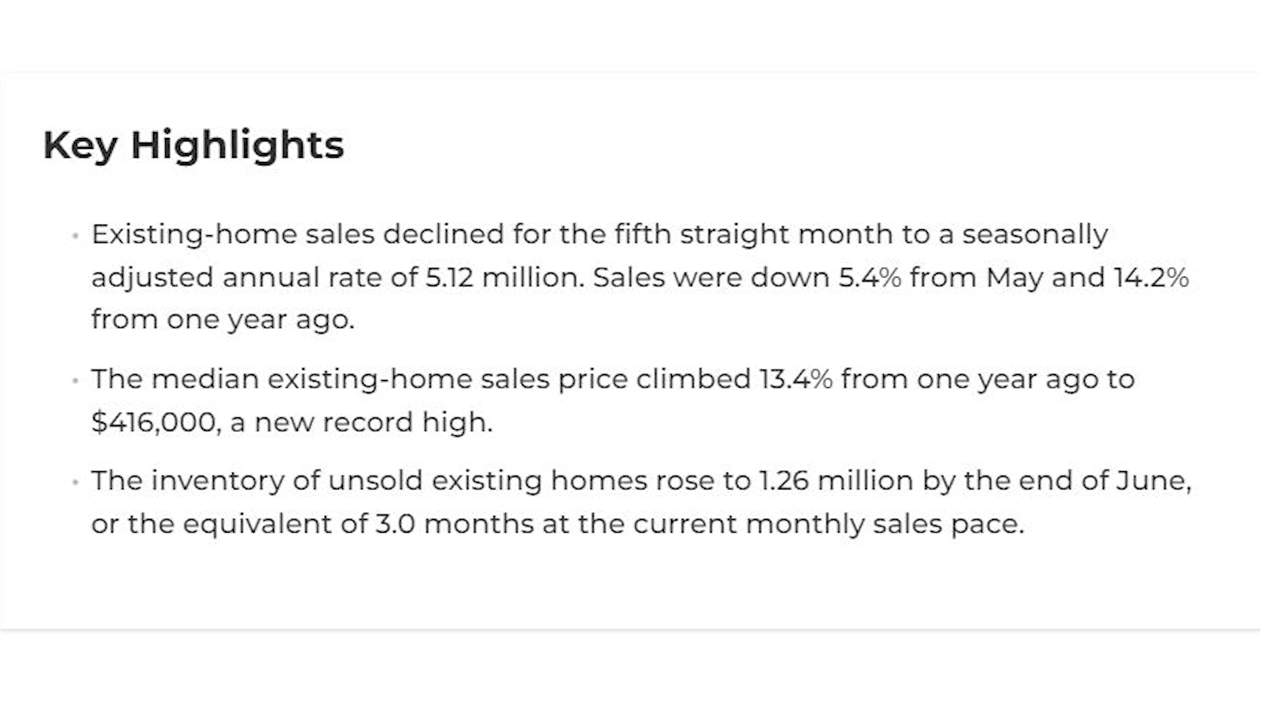 Key Highlights
Existing-home sales declined for the fifth straight month to a seasonally
adjusted annual rate of 5.12 million. Sales were down 5.4% from May and 14.2%
from one year ago.
The median existing-home sales price climbed 13.4% from one year ago to
$416,000, a new record high.
The inventory of unsold existing homes rose to 1.26 million by the end of June,
or the equivalent of 3.0 months at the current monthly sales pace.